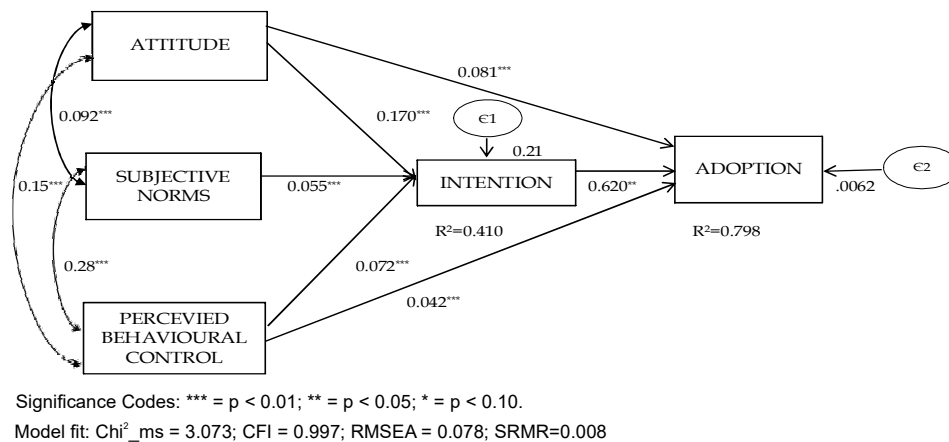 ATTITUDE
0.081***
0.092***
0.170***
Є1
0.21
SUBJECTIVE
NORMS
0.15***
0.055***
INTENTION
0.620**
ADOPTION
.0062
Є2
R²=0.410
R²=0.798
0.28***
0.072***
0.042***
PERCEVIED
BEHAVIOURAL
CONTROL
Significance Codes: *** = p < 0.01; ** = p < 0.05; * = p < 0.10.
Model fit: Chi²_ms = 3.073; CFI = 0.997; RMSEA = 0.078; SRMR=0.008